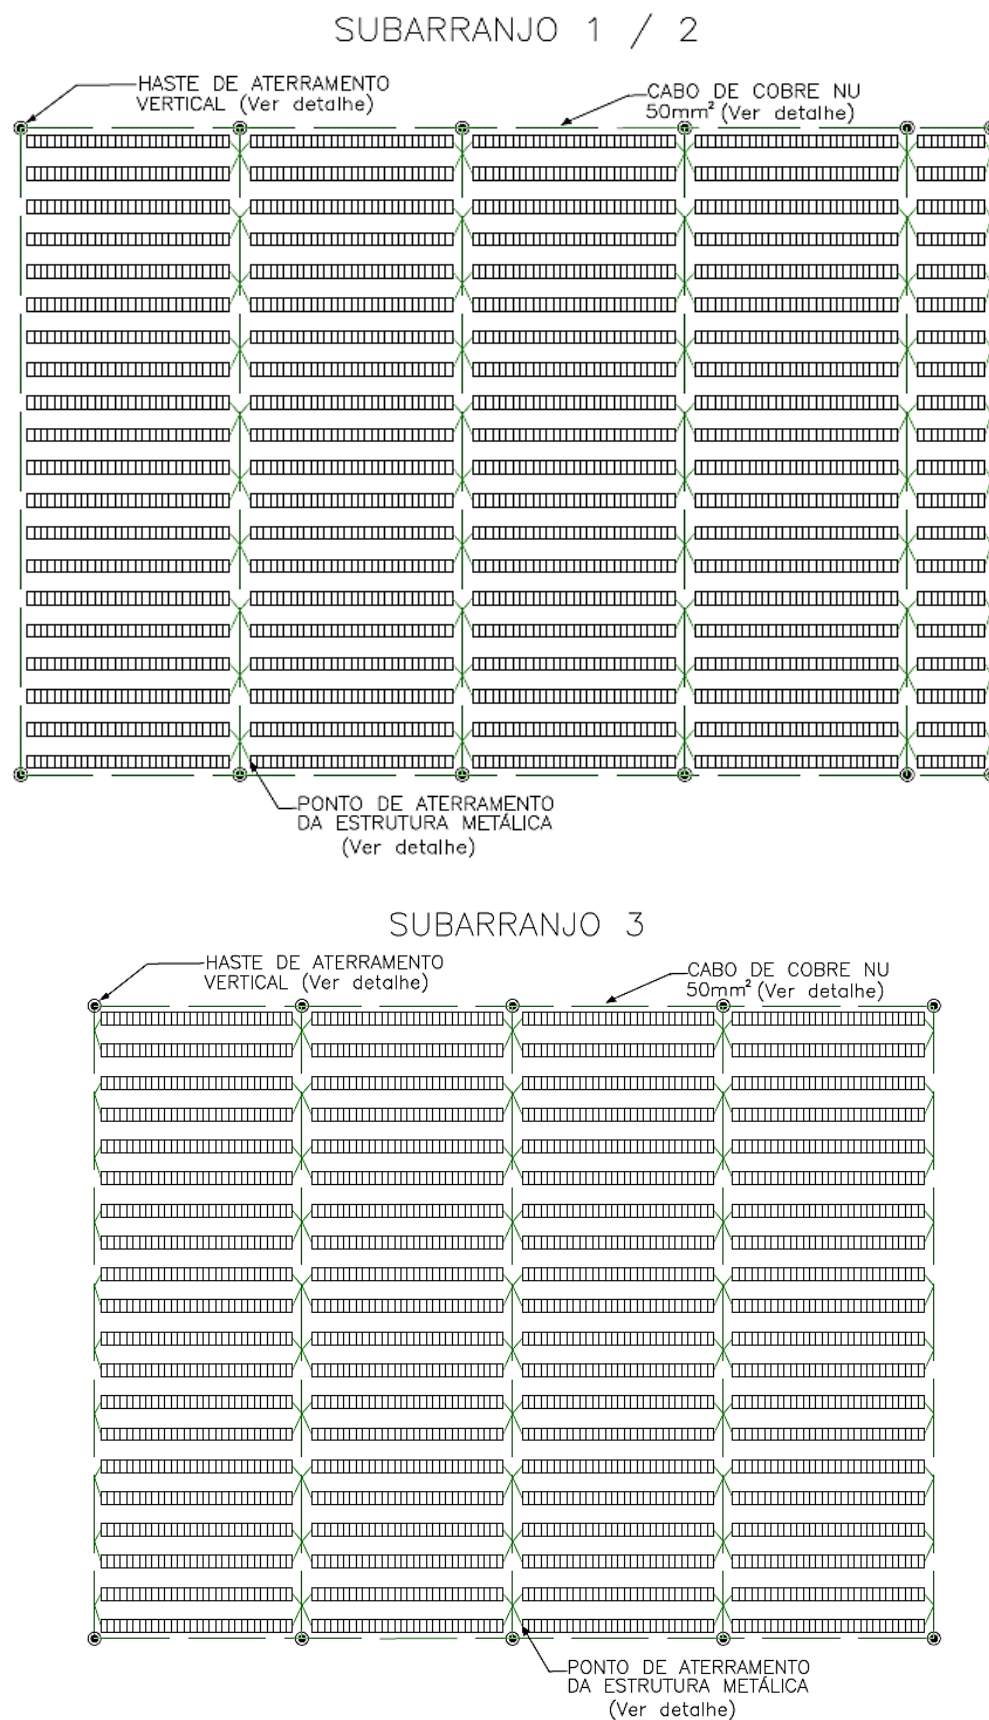 SUBARRANJO 1 / 2
HASTE DE ATERRAMENTO
VERTICAL (Ver detalhe)
CABO DE COBRE NU
50mm² (Ver detalhe)
PONTO DE ATERRAMENTO
DA ESTRUTURA METÁLICA
(Ver detalhe)
SUBARRANJO 3
HASTE DE ATERRAMENTO
VERTICAL (Ver detalhe)
CABO DE COBRE NU
50mm² (Ver detalhe)
PONTO DE ATERRAMENTO
DA ESTRUTURA METÁLICA
(Ver detalhe)